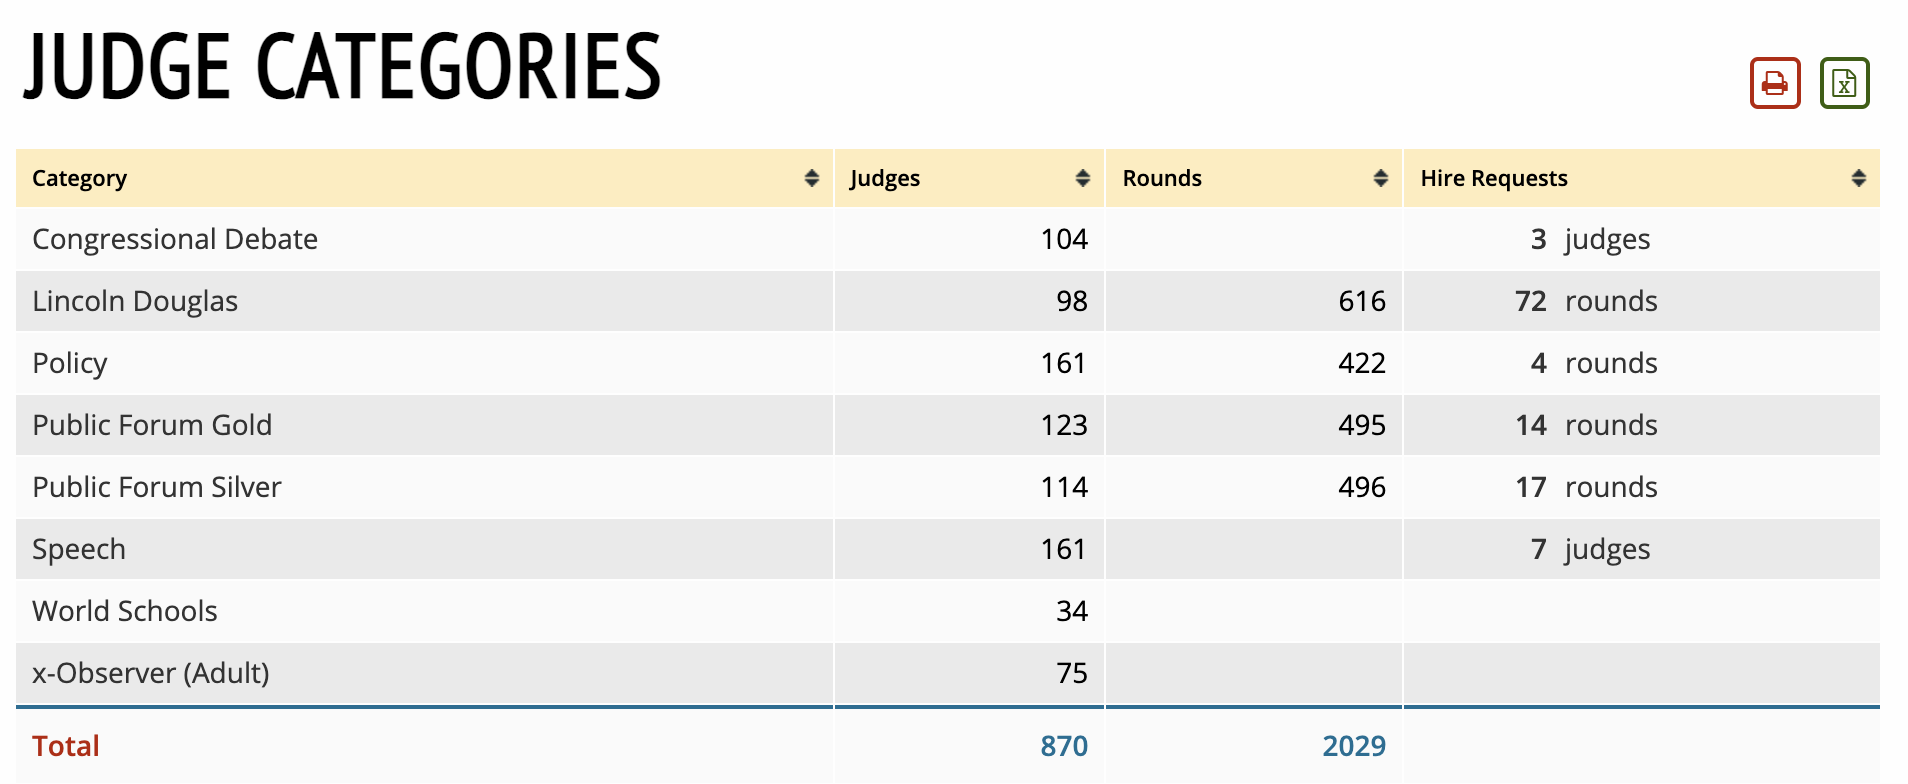 JUDGE CATEGORIES
Category Judges Rounds Hire Requests
Congressional Debate 104 3 judges
Lincoln Douglas 98 616 72 rounds
Policy 161 422 4 rounds
Public Forum Gold 123 495 14 rounds
Public Forum Silver 114 496 17 rounds
Speech 161 7 judges
World Schools 34
x-Observer (Adult) 75
Total 870 2029